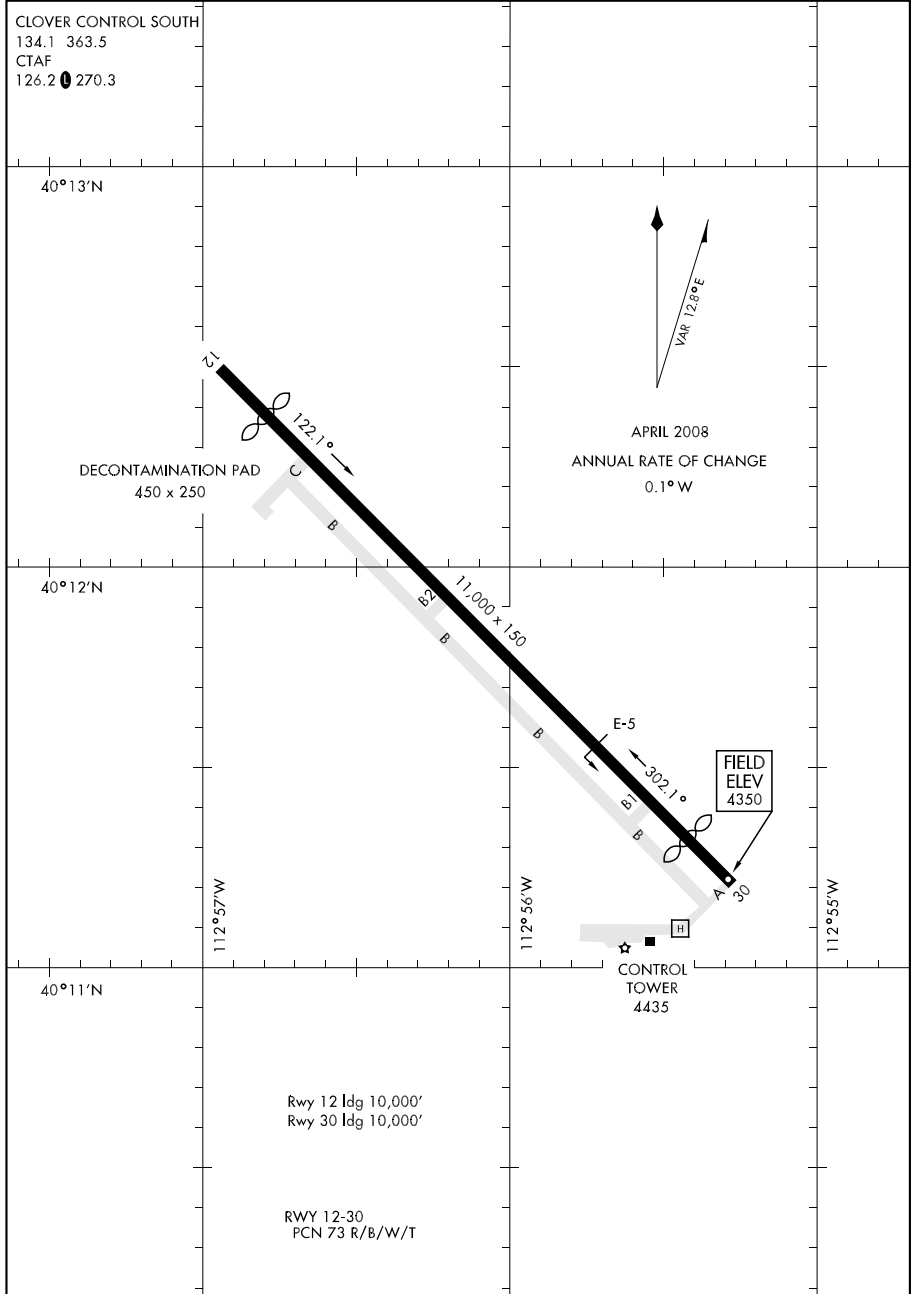 CLOVER CONTROL SOUTH
134.1 363.5
CTAF
126.2 L 270.3
40°13'N
VAR 12.8°E
12
APRIL 2008
ANNUAL RATE OF CHANGE
0.1°W
122.1°
DECONTAMINATION PAD
450 x 250
C
B
40°12'N
B2
11,000 x 150
B
B
E-5
302.1°
FIELD
ELEV
4350
B1
B
A
30
112°57'W
112°56'W
112°55'W
H
CONTROL
TOWER
4435
40°11'N
Rwy 12 ldg 10,000'
Rwy 30 ldg 10,000'
RWY 12-30
PCN 73 R/B/W/T